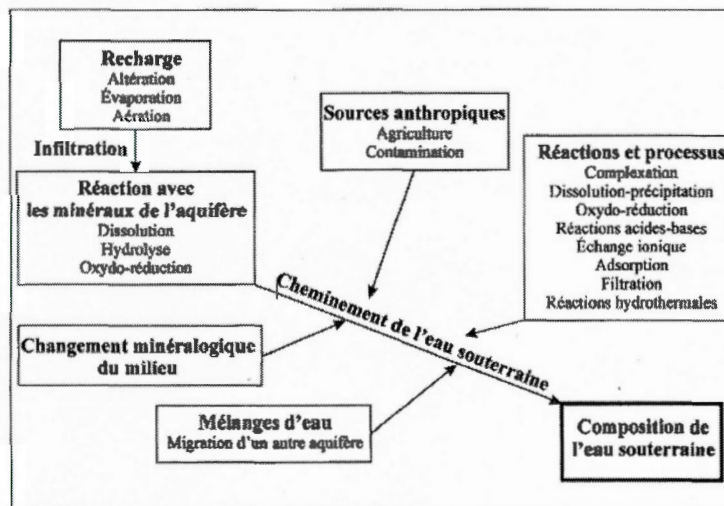 Recharge
Altération
Évaporation
Aération
Infiltration
Réaction avec
les minéraux de l'aquifère
Dissolution
Hydrolyse
Oxydo-réduction
Sources anthropiques
Agriculture
Contamination
Réactions et processus
Complexation
Dissolution-précipitation
Oxydo-réduction
Réactions acides-bases
Échange ionique
Adsorption
Filtration
Réactions hydrothermales
Cheminement de l'eau souterraine
Changement minéralogique
du milieu
Mélanges d'eau
Migration d'un autre aquifère
Composition de
l'eau souterraine